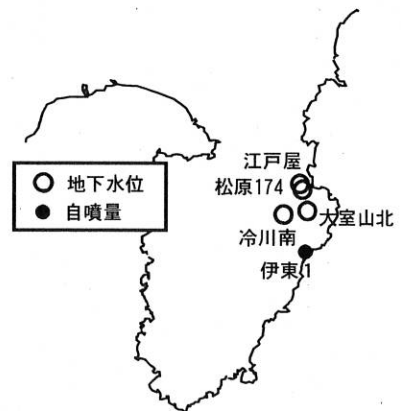 江戸屋
松原174
地下水位
自噴量
大室山北
冷川南
伊東1